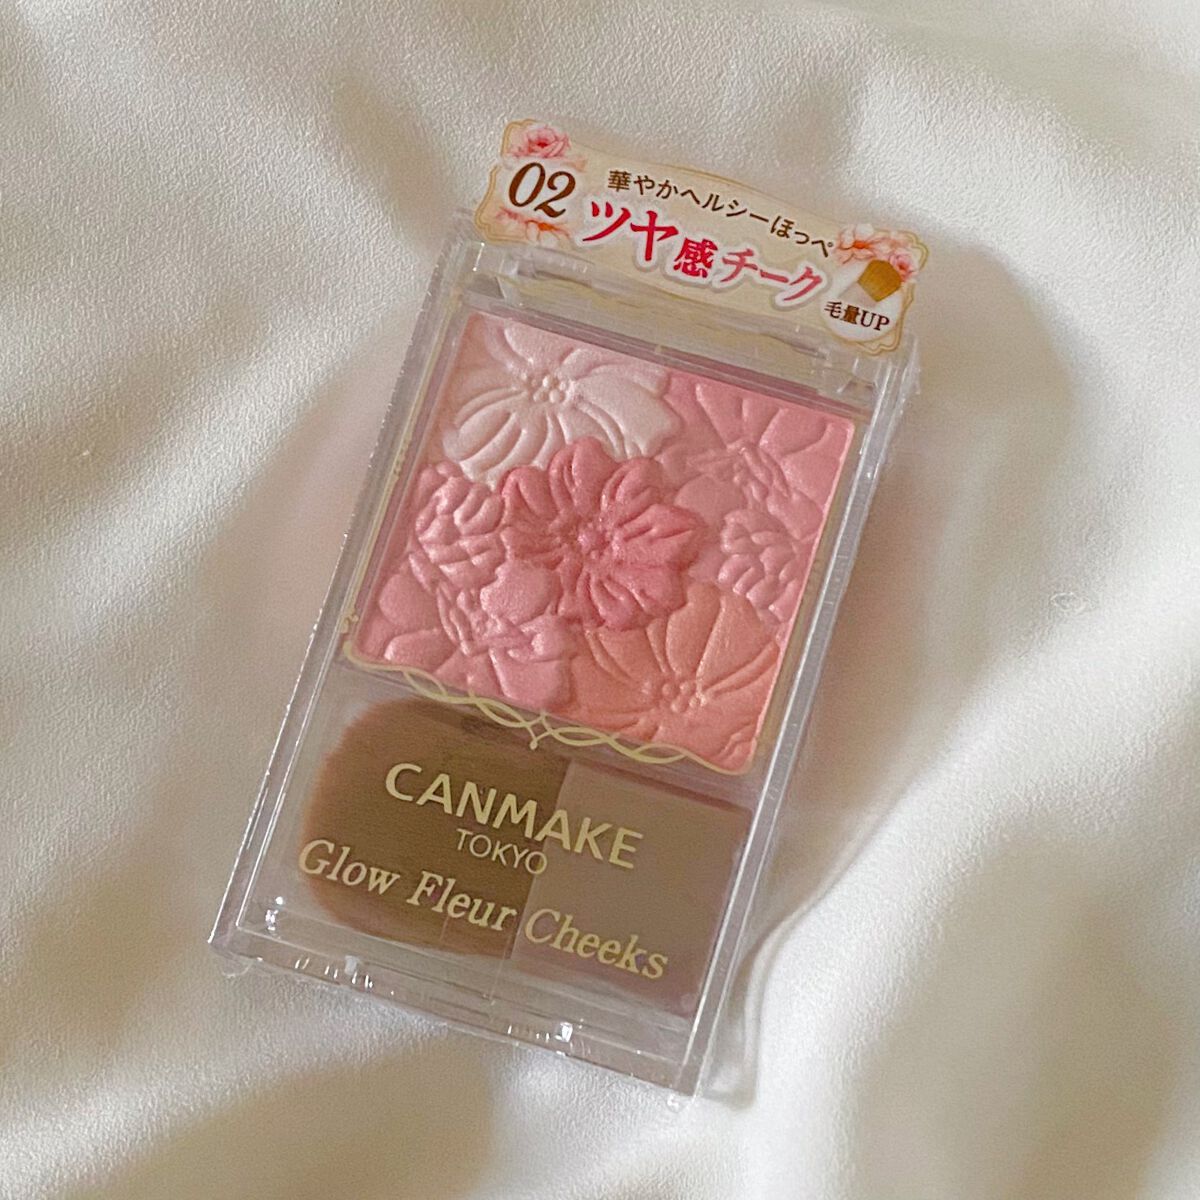 02
華やかヘルシーほっぺ
ツヤ感チーク
毛量UP
CANMAKE
TOKYO
Glow Fleur Cheeks